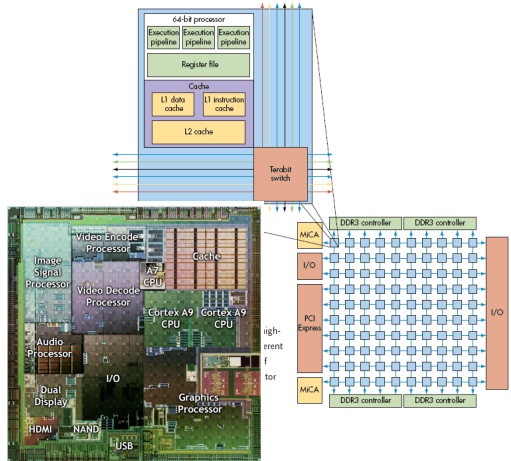 64-bit processor
Execution
pipeline
Execution
pipeline
Execution
pipeline
Register file
Cache
L1 data
cache
L1 instruction
cache
L2 cache
Terabit
switch
DDR3 controller
DDR3 controller
MiCA
I/O
PCI
Express
MiCA
I/O
DDR3 controller
DDR3 controller
high-
erent
f
tor
Video Encode
Processor
Cache
Image
Signal
Processor
A7
CPU
Video Decode
Processor
Cortex A9
CPU
Cortex A9
CPU
Audio
Processor
I/O
Dual
Display
Graphics
Processor
HDMI
NAND
USB